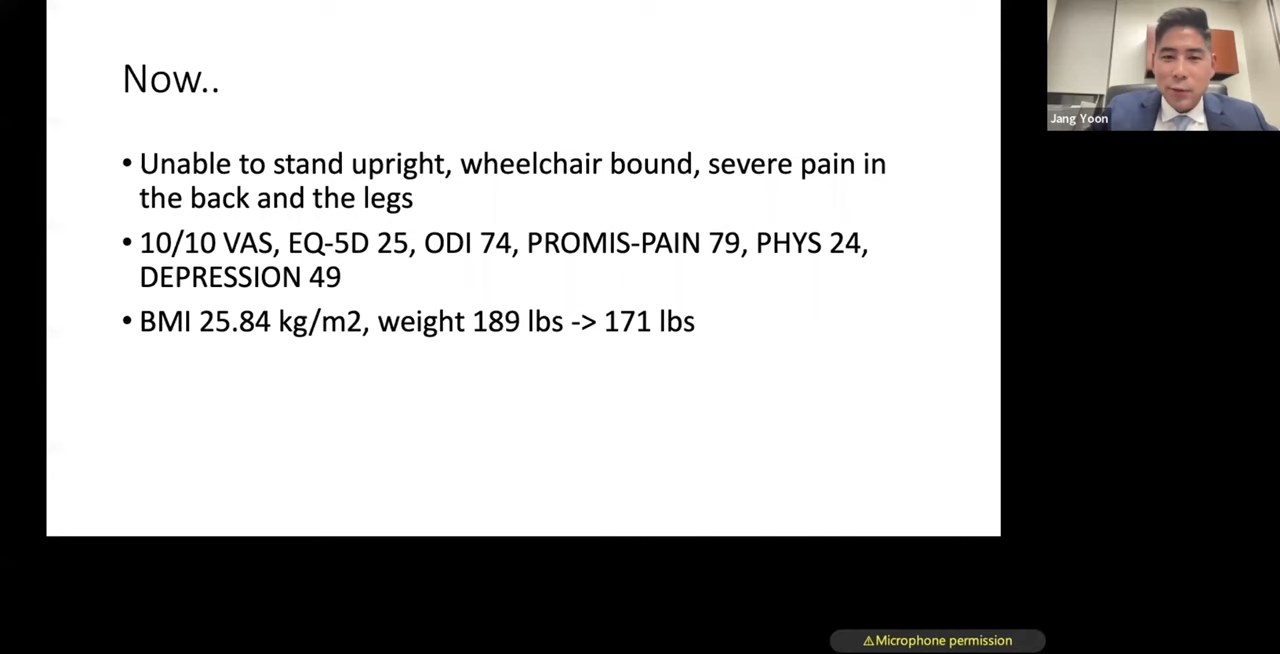 Now..
• Unable to stand upright, wheelchair bound, severe pain in
the back and the legs
• 10/10 VAS, EQ-5D 25, ODI 74, PROMIS-PAIN 79, PHYS 24,
DEPRESSION 49
• BMI 25.84 kg/m2, weight 189 lbs -> 171 lbs
Jang Yoon
⚠Microphone permission